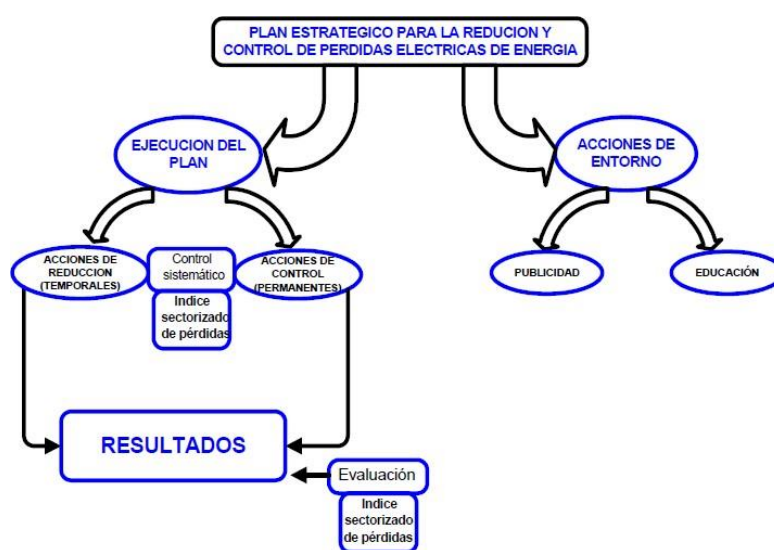 PLAN ESTRATEGICO PARA LA REDUCION Y
CONTROL DE PERDIDAS ELECTRICAS DE ENERGIA
EJECUCION DEL
PLAN
ACCIONES DE
ENTORNO
ACCIONES DE
REDUCCION
(TEMPORALES)
Control
sistemático
ACCIONES DE
CONTROL
(PERMANENTES)
Indice
sectorizado
de pérdidas
PUBLICIDAD
EDUCACIÓN
RESULTADOS
Evaluación
Indice
sectorizado
de pérdidas